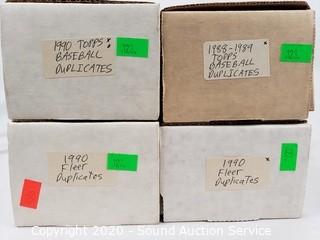 1990 TOPPS
BASEBALL
DUPLICATES
1988-1989
TOPPS
BASEBALL
DUPLICATES
1990
Fleer
Duplicates
1990
Fleer
Duplicates
Copyright 2020 - Sound Auction Service